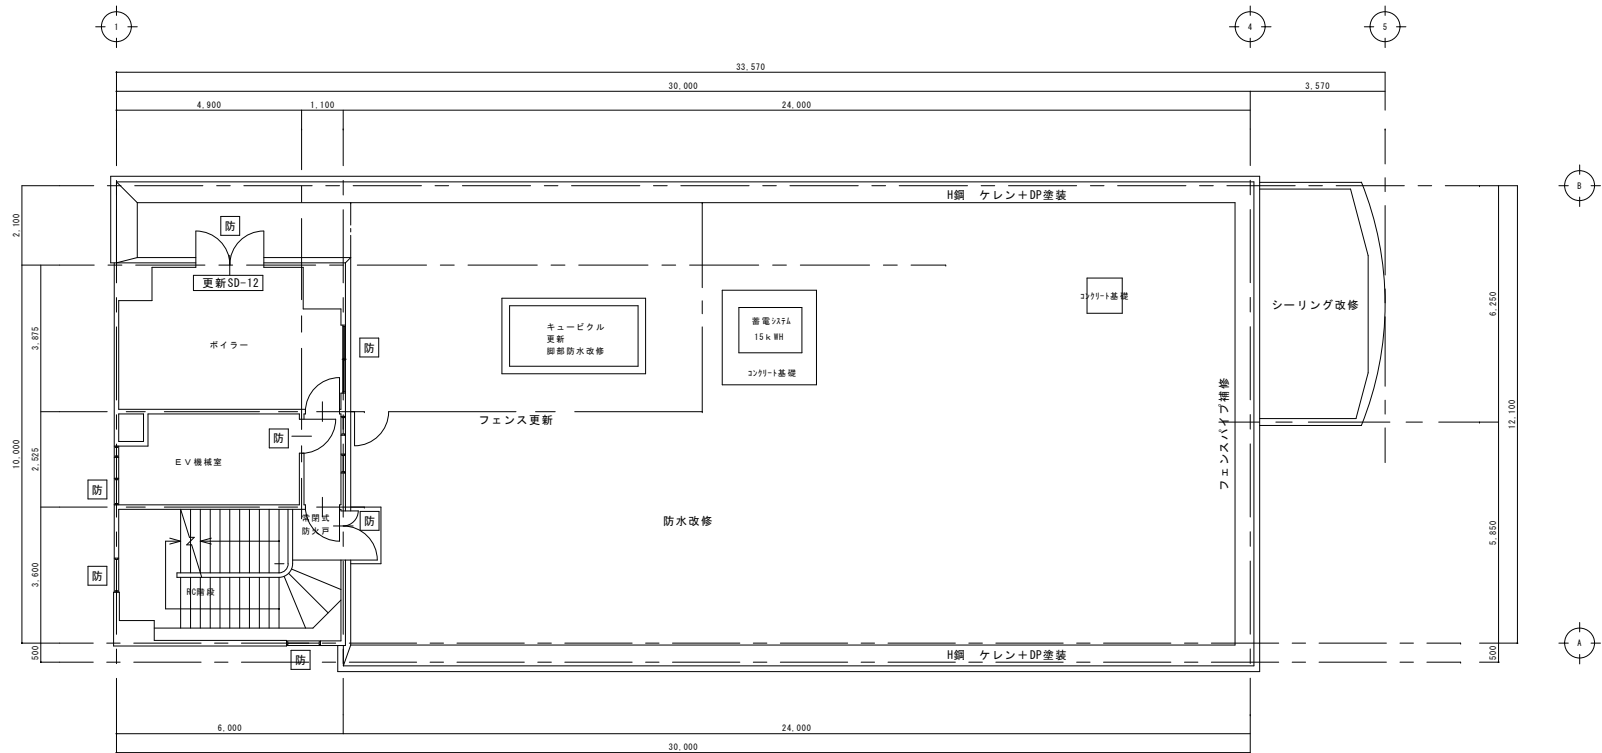 1
4
5
33,570
30,000
3,570
4,900
1,100
24,000
H鋼 ケレン+DP塗装
B
2,100
防
更新SD-12
コンクリート基礎
シーリング改修
6,250
キュービクル
更新
脚部防水改修
蓄電システム
15kWH
コンクリート基礎
3,875
ボイラー
防
フェンス更新
フェンスパイプ補修
12,100
防
10,000
2,525
EV機械室
防
常閉式
防火戸
防
防水改修
5,850
3,600
防
RC階段
500
防
H鋼 ケレン+DP塗装
500
A
6,000
24,000
30,000